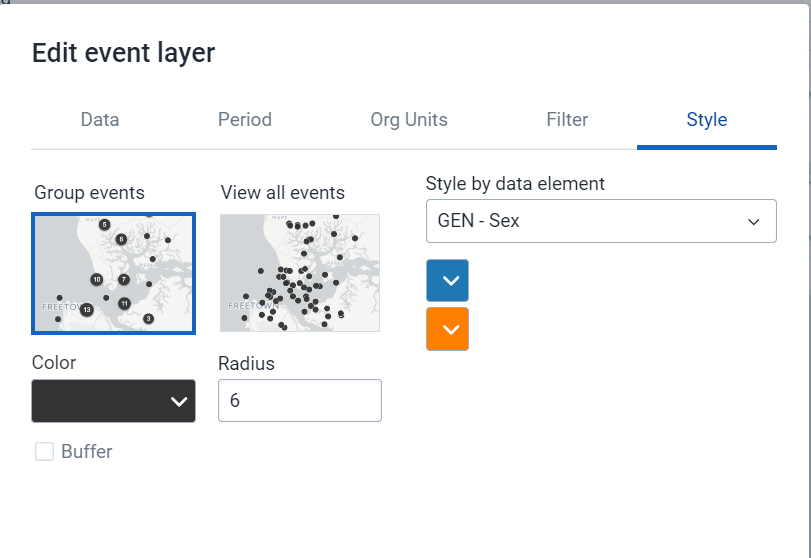 Edit event layer
Data Period Org Units Filter Style
Group events View all events
Style by data element
GEN - Sex
5
6
10 7
11
13
3
FREETOWN
Color Radius
6
Buffer